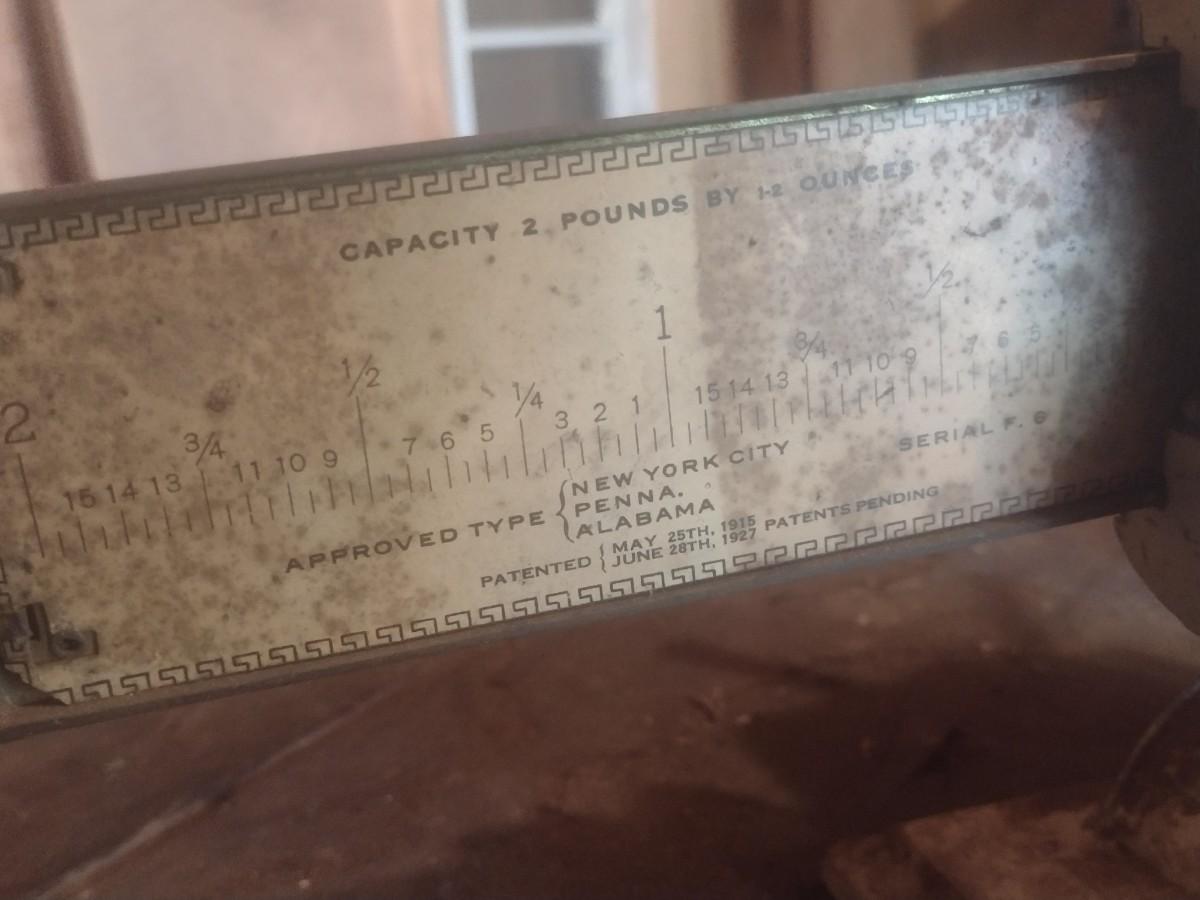 CAPACITY 2 POUNDS BY 1-2 OUNCES
2 15 14 13 3/4 11 10 9 1/2 7 6 5 1/4 3 2 1 1 15 14 13 3/4 11 10 9 1/2 7 6 5
APPROVED TYPE { NEW YORK CITY
PENNA.
ALABAMA
SERIAL F. 6
PATENTED { MAY 25TH, 1915
JUNE 28TH, 1927
PATENTS PENDING